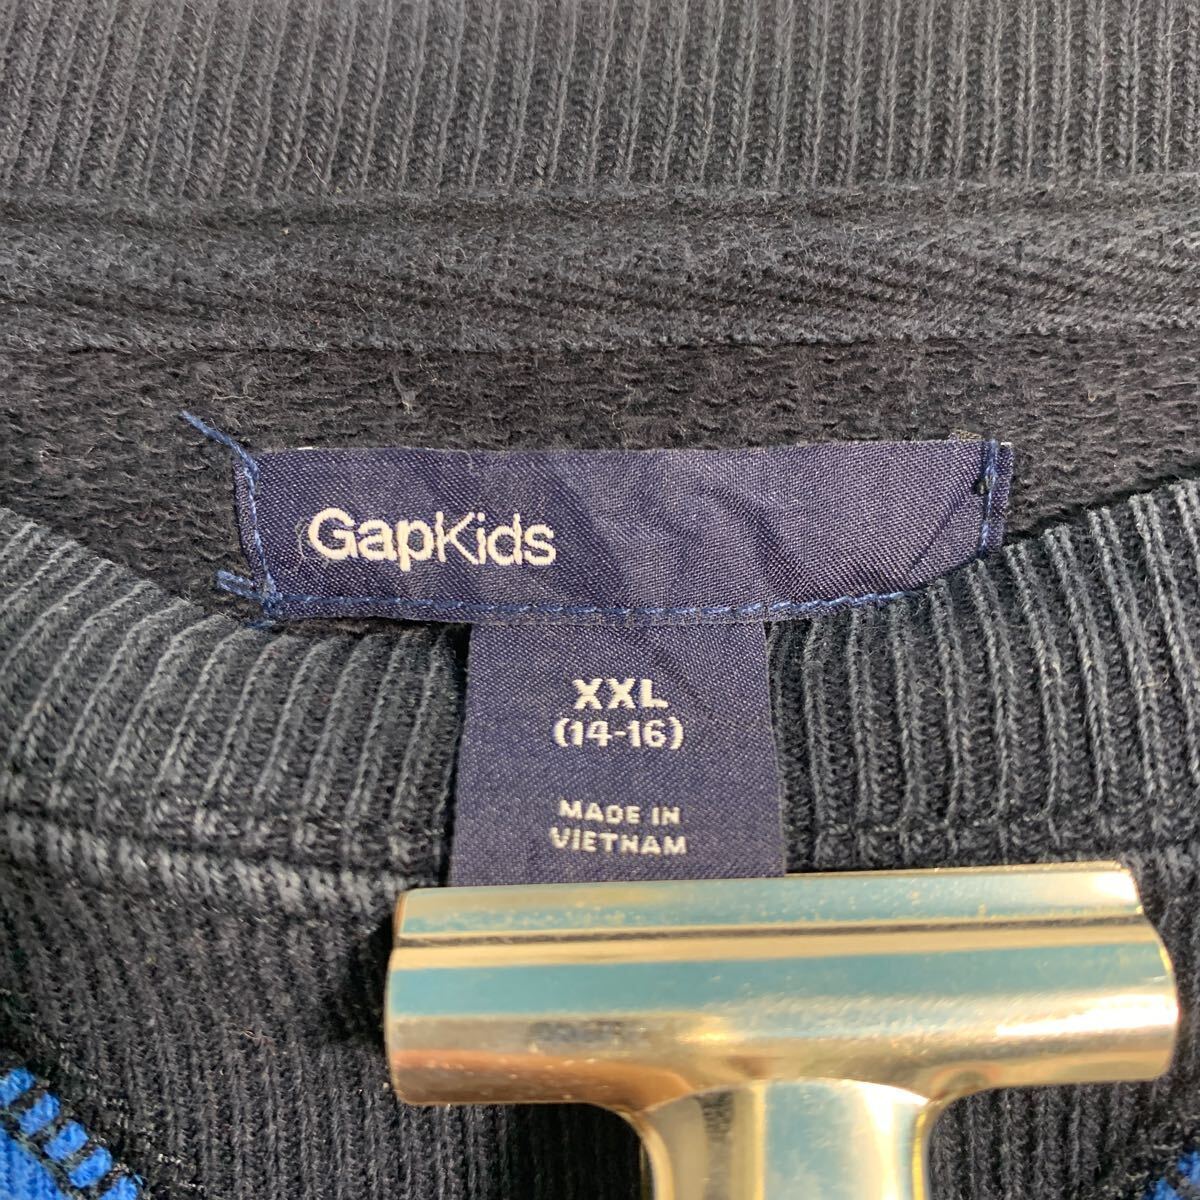 GapKids
XXL
(14-16)
MADE IN
VIETNAM